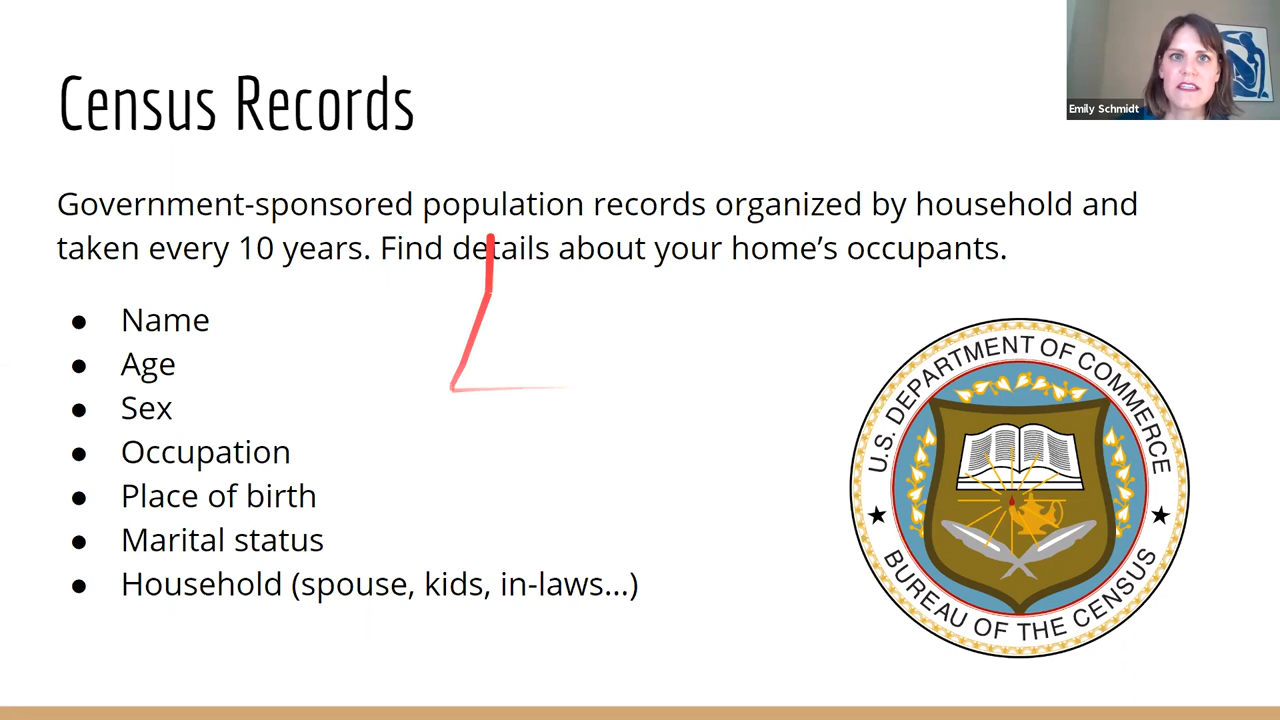 Emily Schmidt
Census Records
Government-sponsored population records organized by household and
taken every 10 years. Find details about your home’s occupants.
● Name
● Age
● Sex
● Occupation
● Place of birth
● Marital status
● Household (spouse, kids, in-laws...)
U.S. DEPARTMENT OF COMMERCE
BUREAU OF THE CENSUS